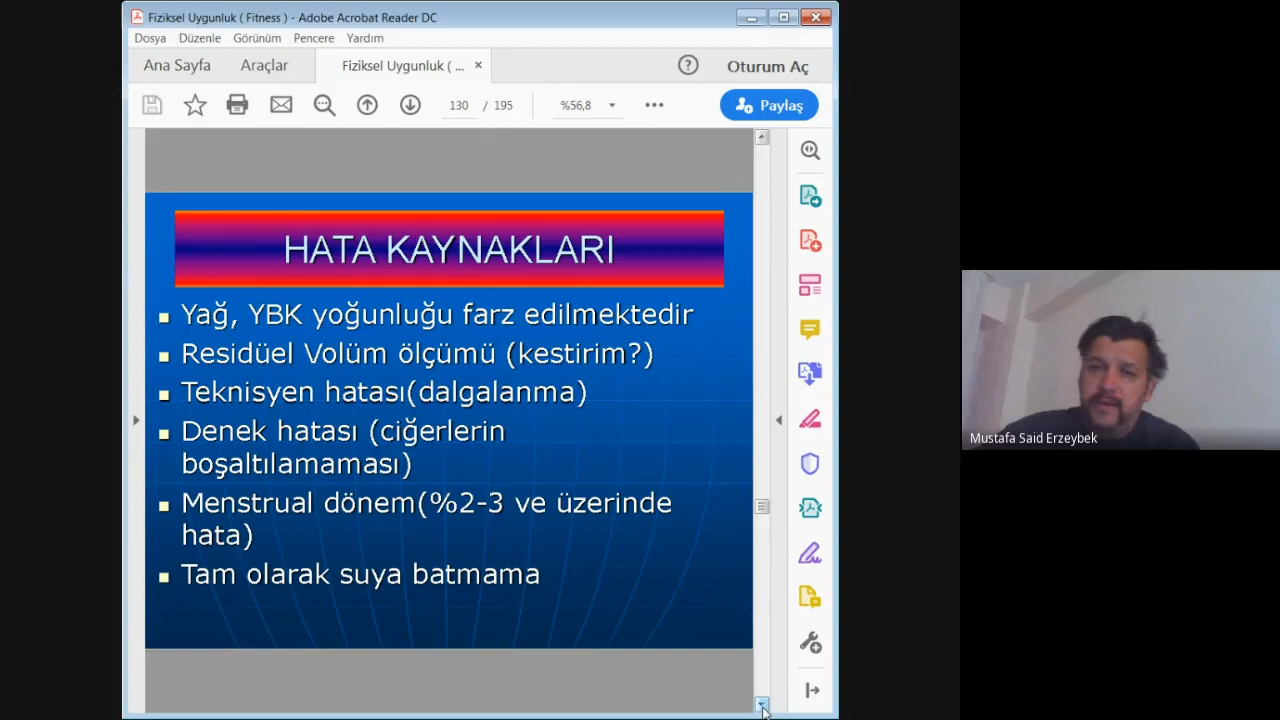 Fiziksel Uygunluk ( Fitness ) - Adobe Acrobat Reader DC
Dosya Düzenle Görünüm Pencere Yardım
Ana Sayfa Araçlar Fiziksel Uygunluk ( ... × ? Oturum Aç
130 / 195 %56,8 ••• Paylaş
HATA KAYNAKLARI
Yağ, YBK yoğunluğu farz edilmektedir
Residüel Volüm ölçümü (kestirim?)
Teknisyen hatası(dalgalanma)
Denek hatası (ciğerlerin
boşaltılamaması)
Menstrual dönem(%2-3 ve üzerinde
hata)
Tam olarak suya batmama
Mustafa Said Erzeybek